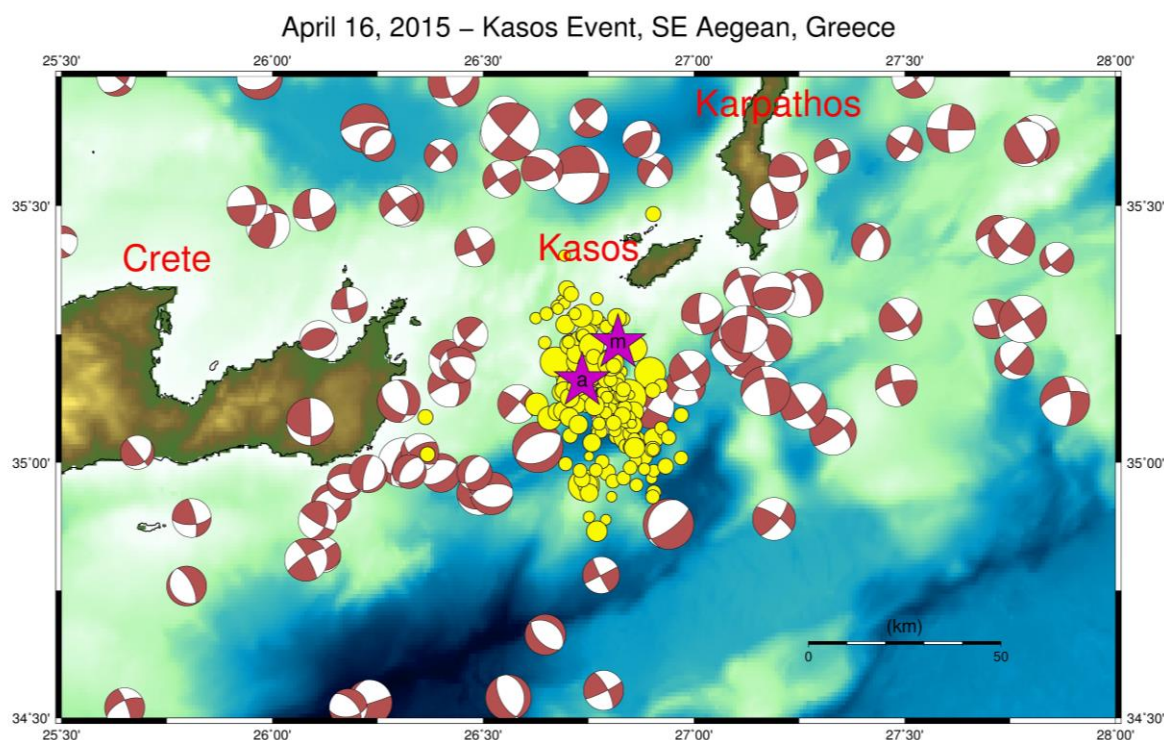 April 16, 2015 – Kasos Event, SE Aegean, Greece
25˚30' 26˚00' 26˚30' 27˚00' 27˚30' 28˚00'
Karpathos
35˚30' 35˚30'
Kasos
Crete
m
a
35˚00' 35˚00'
(km)
0 50
34˚30' 34˚30'
25˚30' 26˚00' 26˚30' 27˚00' 27˚30' 28˚00'